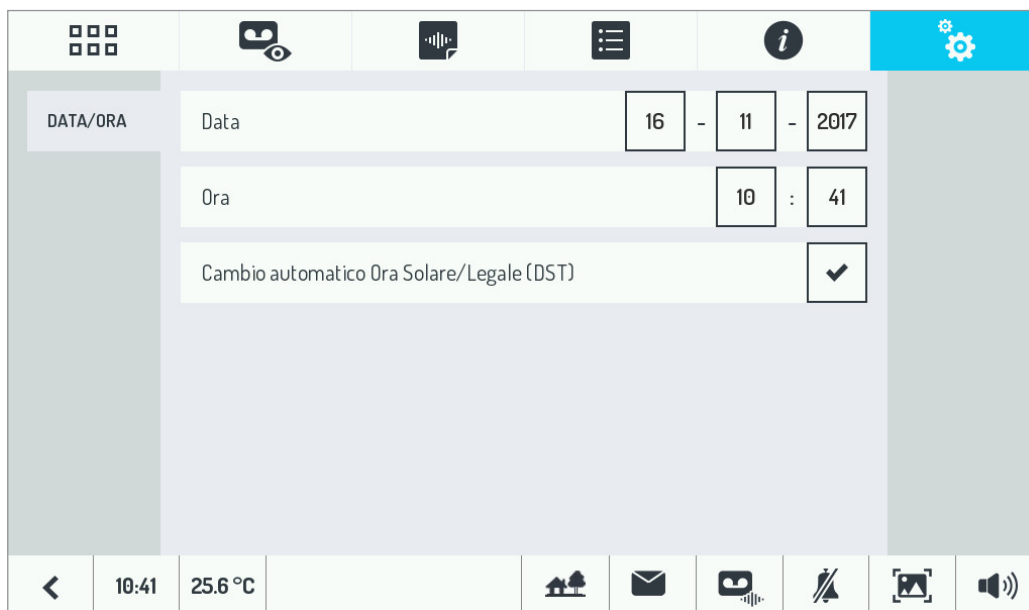 DATA/ORA
Data 16 - 11 - 2017
Ora 10 : 41
Cambio automatico Ora Solare/Legale (DST)
10:41 25.6 °C